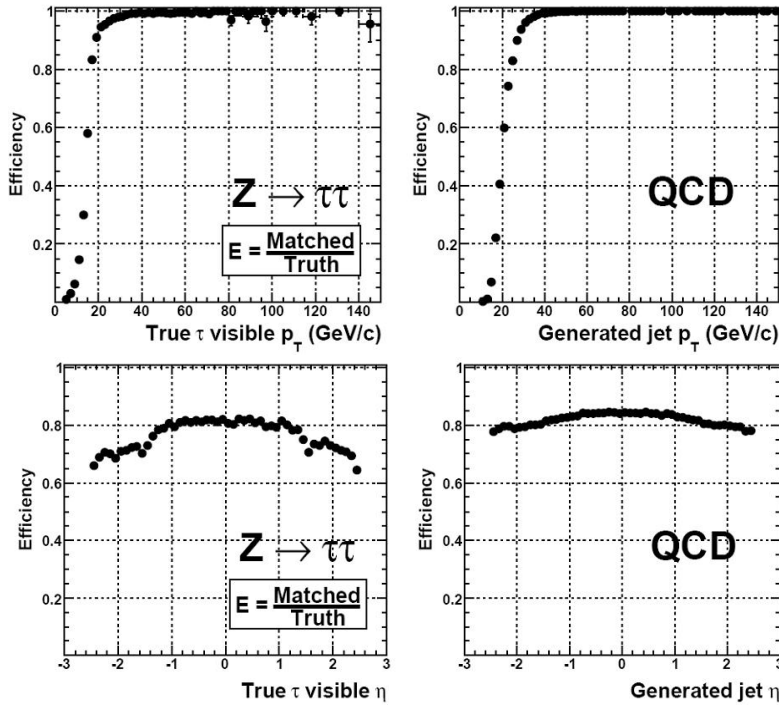 1
0.8
0.6
0.4
0.2
Efficiency
Z → ττ
E = Matched
Truth
0 20 40 60 80 100 120 140
True τ visible p_T (GeV/c)
1
0.8
0.6
0.4
0.2
Efficiency
QCD
0 20 40 60 80 100 120 140
Generated jet p_T (GeV/c)
1
0.8
0.6
0.4
0.2
Efficiency
Z → ττ
E = Matched
Truth
-3 -2 -1 0 1 2 3
True τ visible η
1
0.8
0.6
0.4
0.2
Efficiency
QCD
-3 -2 -1 0 1 2 3
Generated jet η